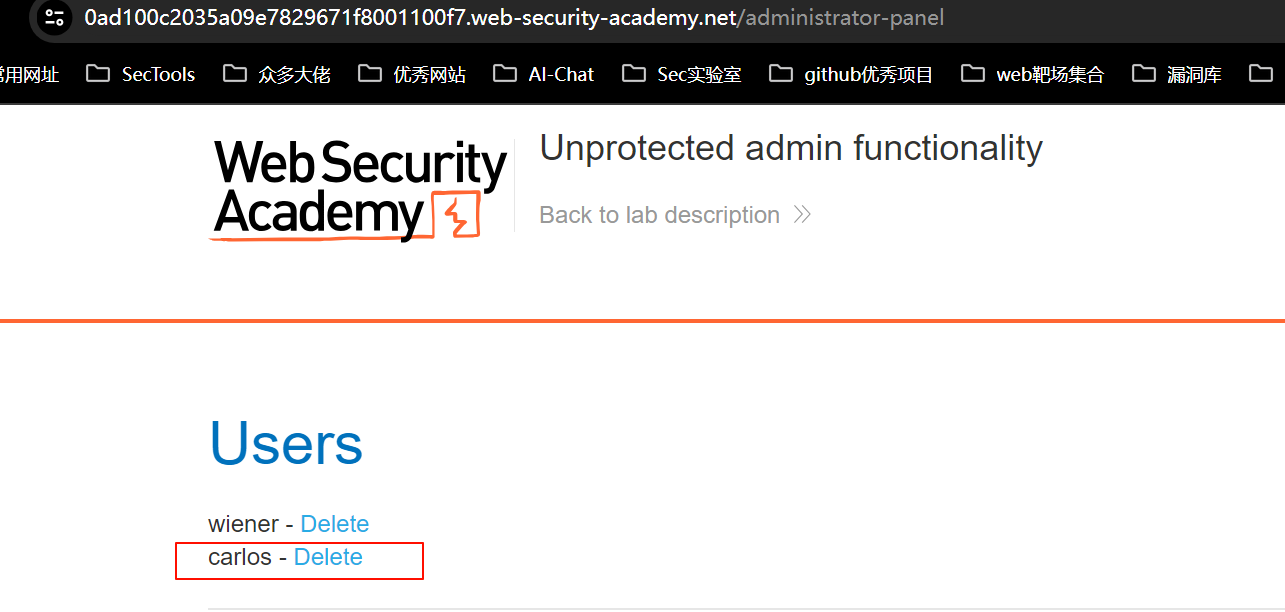 0ad100c2035a09e7829671f8001100f7.web-security-academy.net/administrator-panel
常用网址 SecTools 众多大佬 优秀网站 AI-Chat Sec实验室 github优秀项目 web靶场集合 漏洞库
Web Security
Academy
Unprotected admin functionality
Back to lab description
Users
wiener - Delete
carlos - Delete